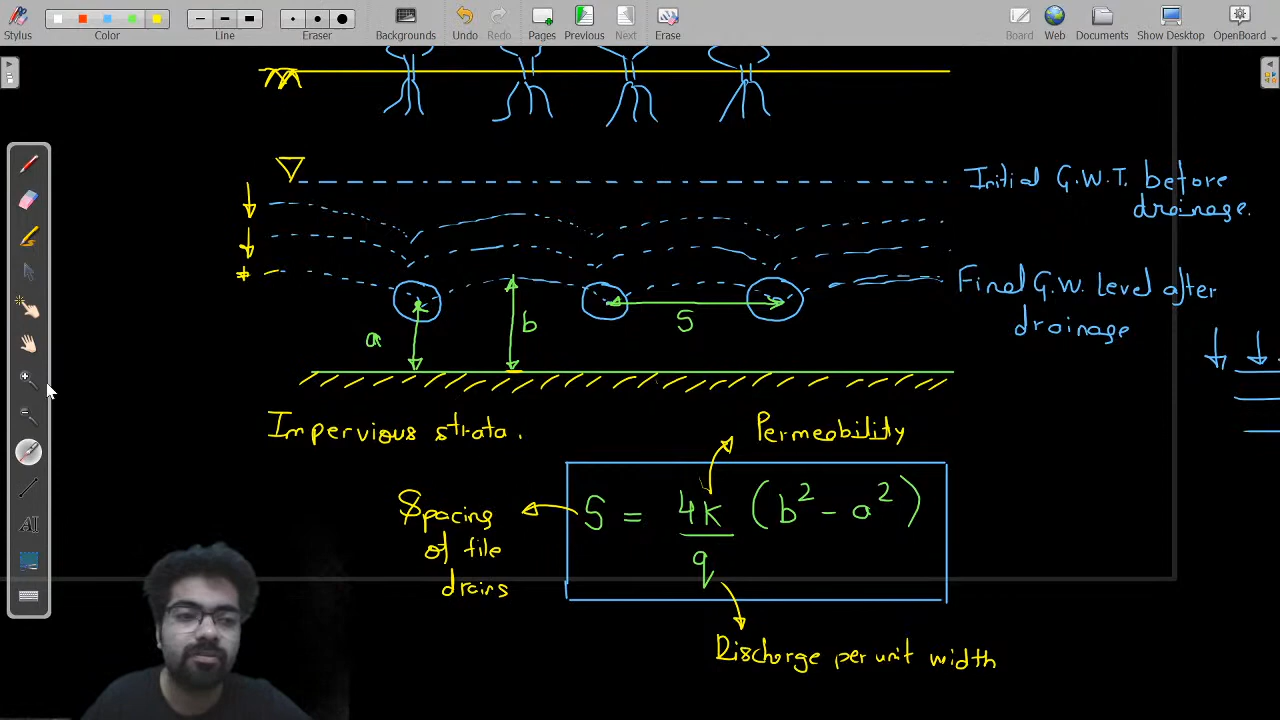 Stylus
Color
Line
Eraser
Backgrounds
Undo
Redo
Pages
Previous
Next
Erase
Board
Web
Documents
Show Desktop
OpenBoard
Initial G.W.T. before
drainage.
Final G.W. Level after
drainage
a
b
S
Impervious strata.
Permeability
Spacing
of tile
drains
S = 4k/q (b² - a²)
Discharge per unit width
AI